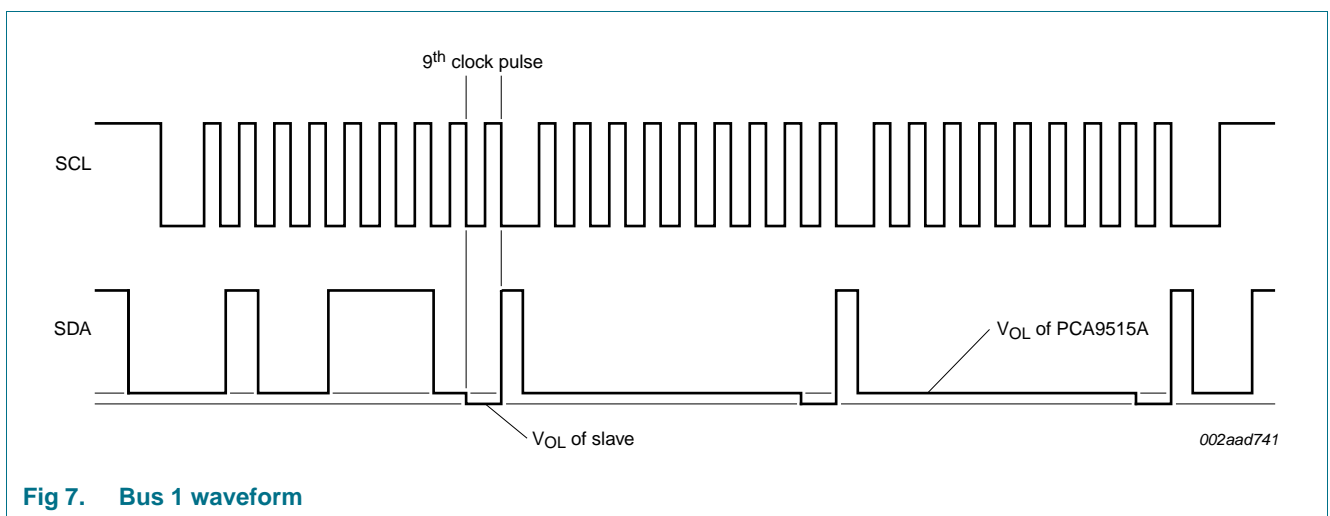 9th clock pulse
SCL
SDA
VOL of PCA9515A
VOL of slave
002aad741
Fig 7. Bus 1 waveform